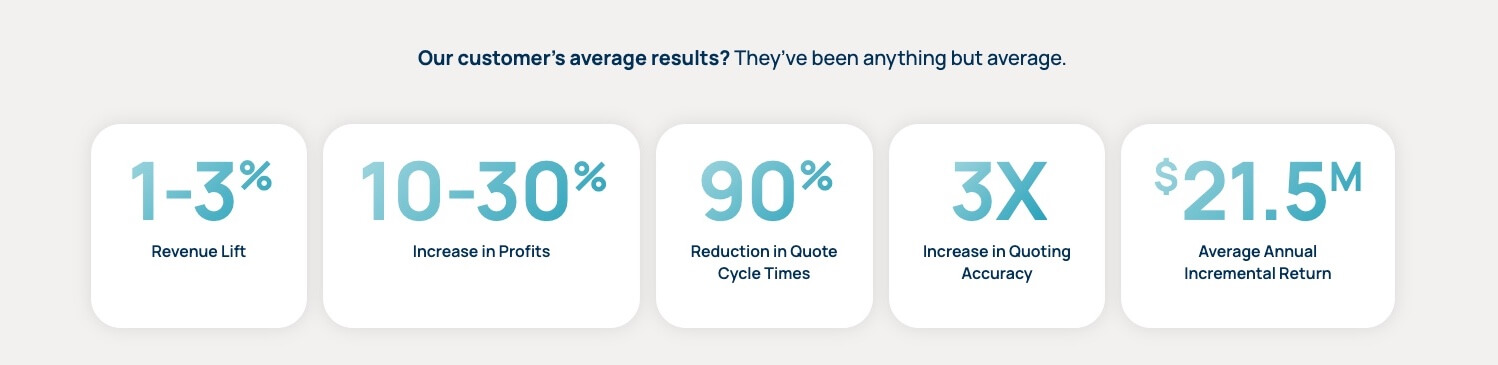 Our customer’s average results? They’ve been anything but average.
1-3%
Revenue Lift
10-30%
Increase in Profits
90%
Reduction in Quote
Cycle Times
3X
Increase in Quoting
Accuracy
$21.5M
Average Annual
Incremental Return